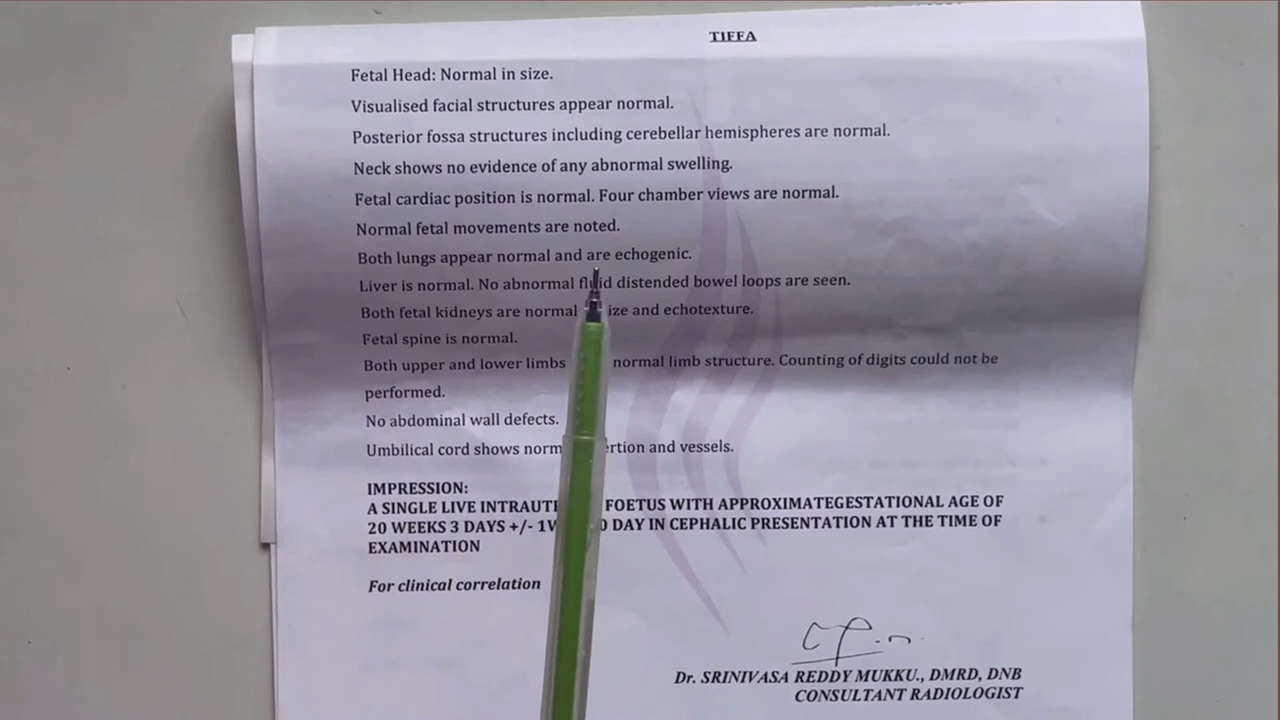 TIFFA
Fetal Head: Normal in size.
Visualised facial structures appear normal.
Posterior fossa structures including cerebellar hemispheres are normal.
Neck shows no evidence of any abnormal swelling.
Fetal cardiac position is normal. Four chamber views are normal.
Normal fetal movements are noted.
Both lungs appear normal and are echogenic.
Liver is normal. No abnormal fluid distended bowel loops are seen.
Both fetal kidneys are normal ize and echotexture.
Fetal spine is normal.
Both upper and lower limbs normal limb structure. Counting of digits could not be
performed.
No abdominal wall defects.
Umbilical cord shows norm rtion and vessels.
IMPRESSION:
A SINGLE LIVE INTRAUT FOETUS WITH APPROXIMATEGESTATIONAL AGE OF
20 WEEKS 3 DAYS +/- 1 0 DAY IN CEPHALIC PRESENTATION AT THE TIME OF
EXAMINATION
For clinical correlation
Dr. SRINIVASA REDDY MUKKU., DMRD, DNB
CONSULTANT RADIOLOGIST